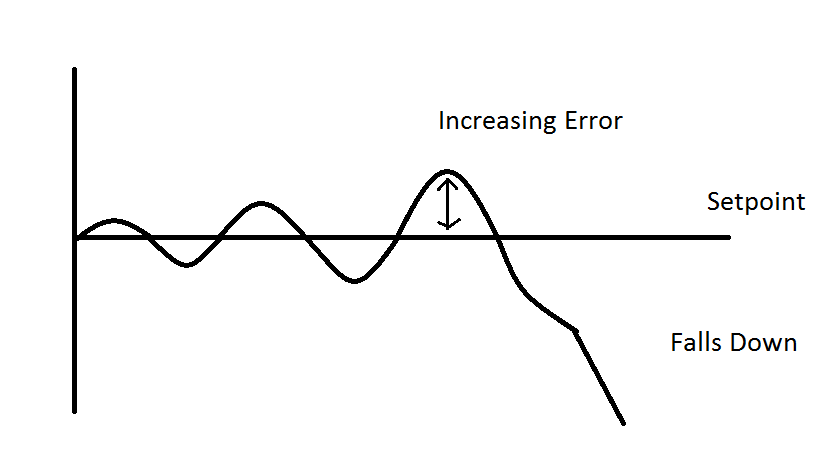 Increasing Error
Setpoint
Falls Down